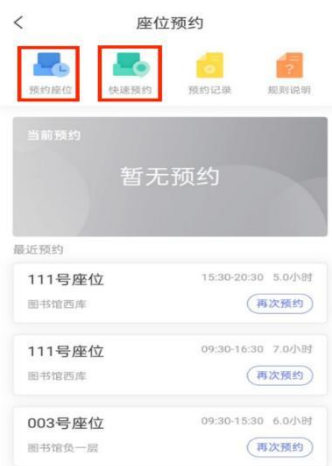 座位预约
预约座位 快速预约 预约记录 规则说明
当前预约
暂无预约
最近预约
111号座位 15:30-20:30 5.0小时
图书馆西库 再次预约
111号座位 09:30-16:30 7.0小时
图书馆西库 再次预约
003号座位 09:30-15:30 6.0小时
图书馆负一层 再次预约